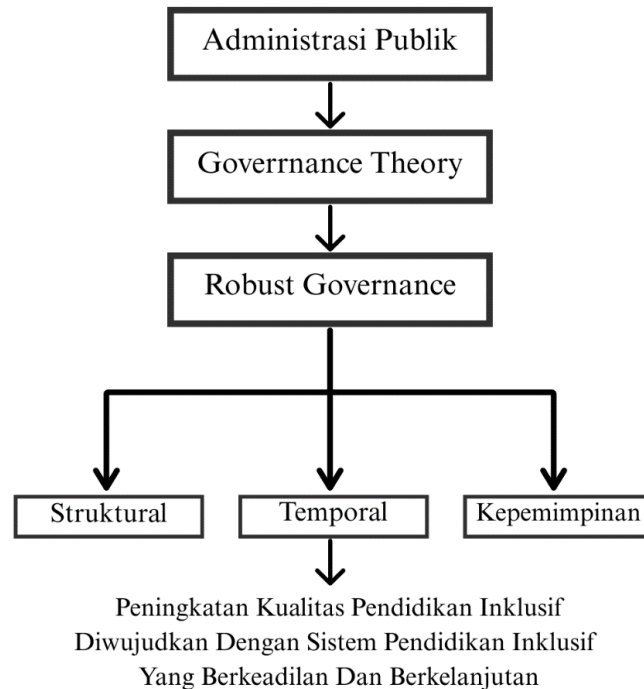 Administrasi Publik
Goverrnance Theory
Robust Governance
Struktural
Temporal
Kepemimpinan
Peningkatan Kualitas Pendidikan Inklusif
Diwujudkan Dengan Sistem Pendidikan Inklusif
Yang Berkeadilan Dan Berkelanjutan